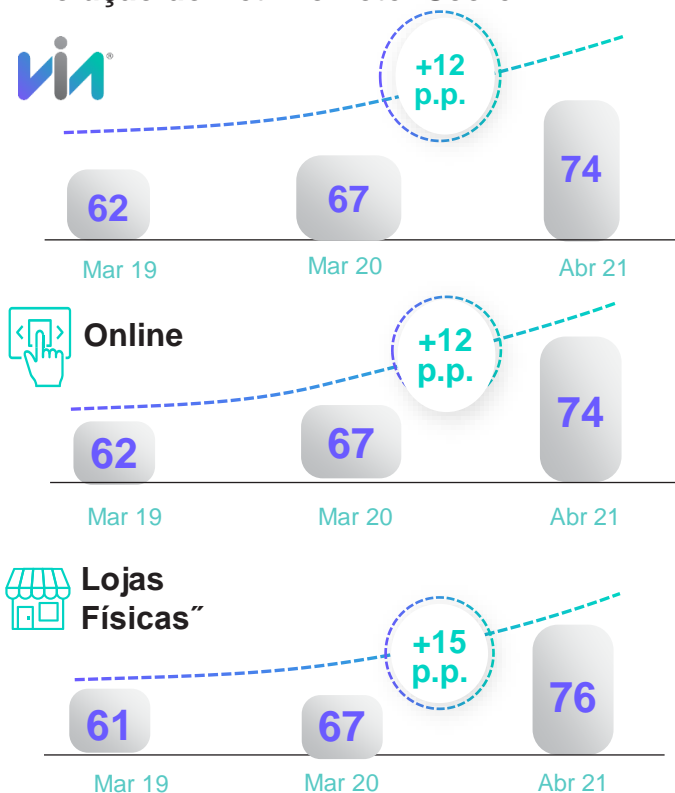 VIA®
+12
p.p.
62
67
74
Mar 19
Mar 20
Abr 21
Online
+12
p.p.
62
67
74
Mar 19
Mar 20
Abr 21
Lojas
Físicas˝
+15
p.p.
61
67
76
Mar 19
Mar 20
Abr 21